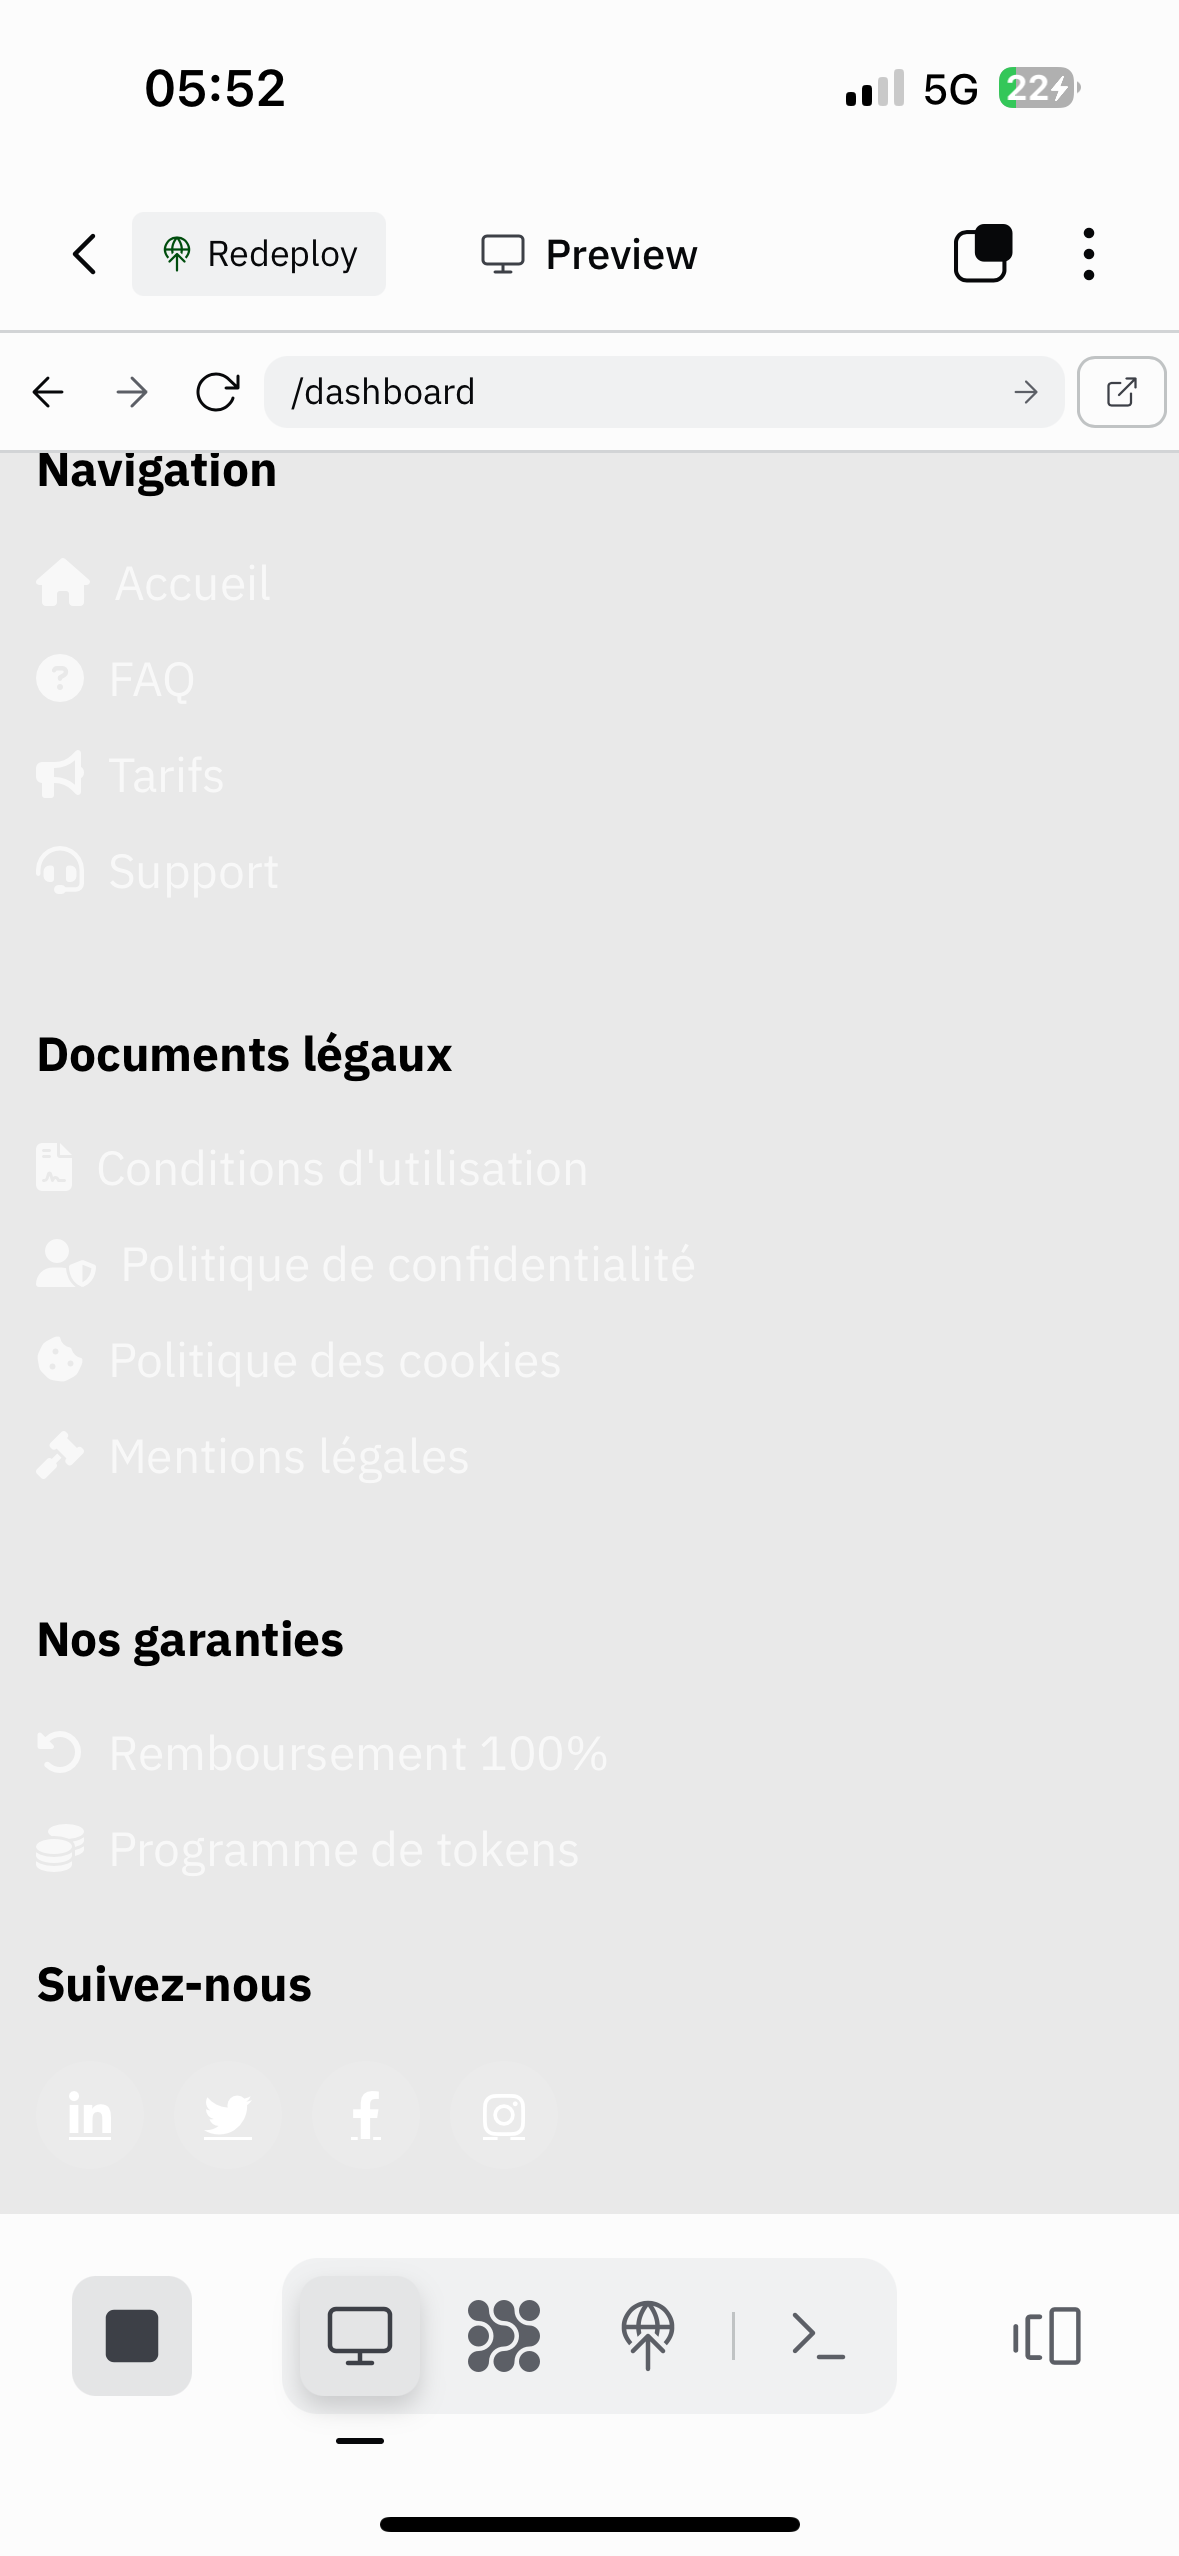 05:52
5G
22
Redeploy
Preview
/dashboard
Navigation
Accueil
FAQ
Tarifs
Support
Documents légaux
Conditions d'utilisation
Politique de confidentialité
Politique des cookies
Mentions légales
Nos garanties
Remboursement 100%
Programme de tokens
Suivez-nous